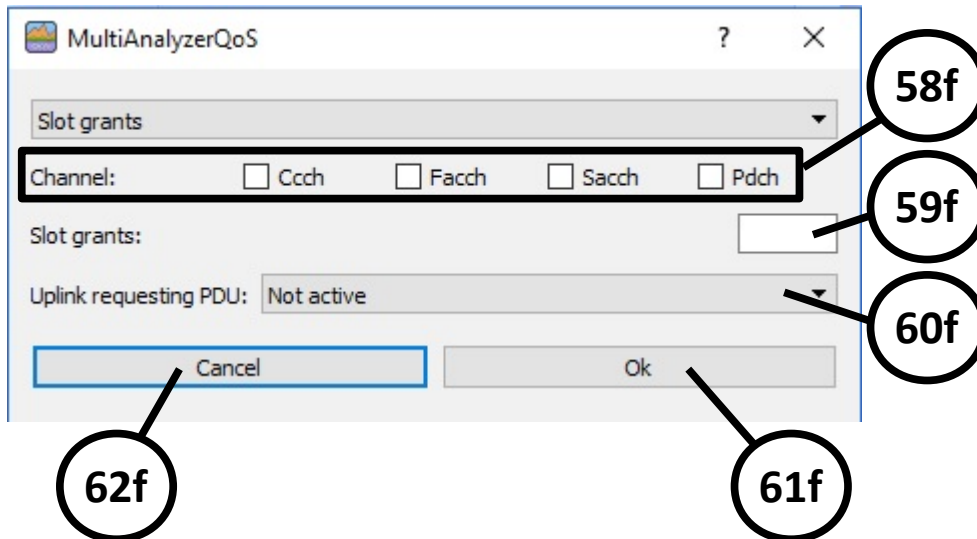 MultiAnalyzerQoS ? X
Slot grants
58f
Channel: Ccch Facch Sacch Pdch
59f
Slot grants:
Uplink requesting PDU: Not active
60f
Cancel Ok
62f 61f